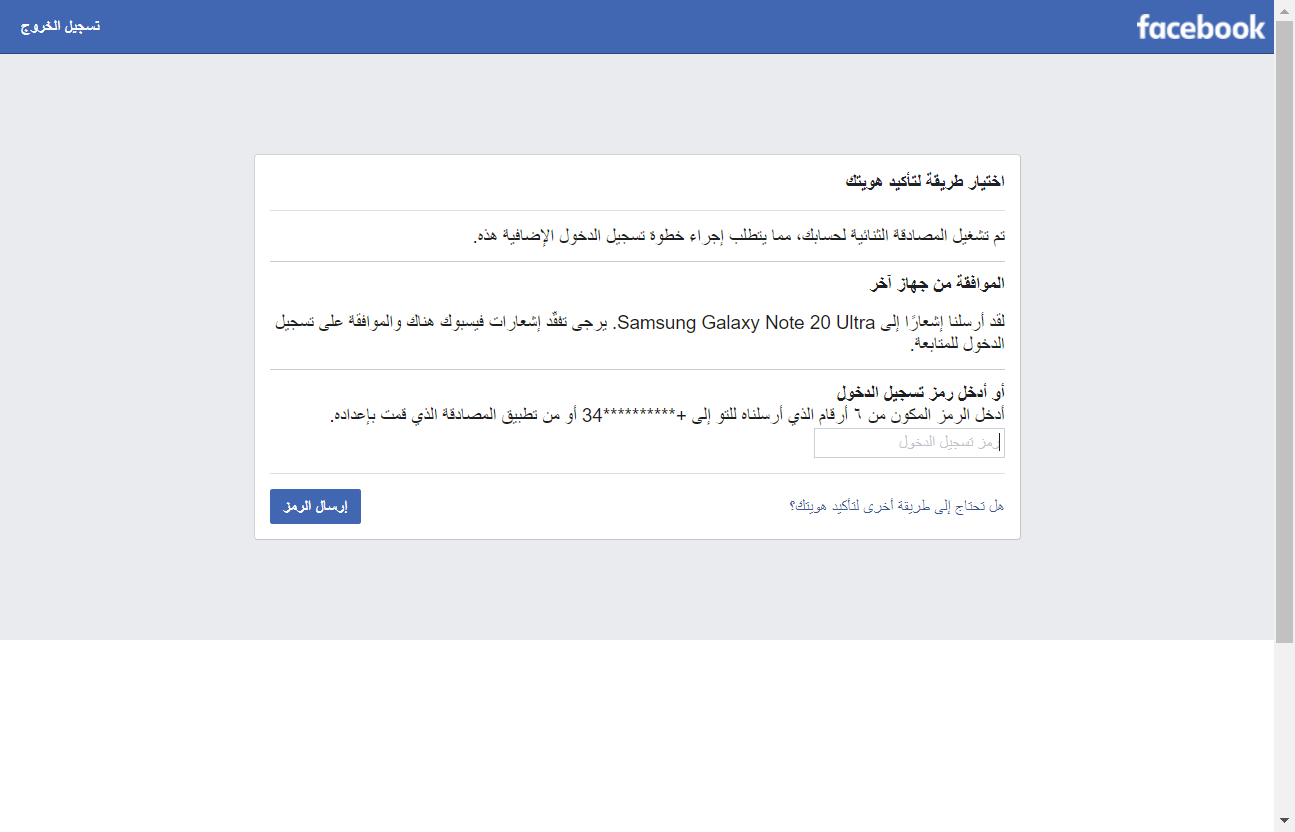 facebook
تسجيل الخروج
اختيار طريقة لتأكيد هويتك
تم تشغيل المصادقة الثنائية لحسابك، مما يتطلب إجراء خطوة تسجيل الدخول الإضافية هذه.
الموافقة من جهاز آخر
لقد أرسلنا إشعارًا إلى Samsung Galaxy Note 20 Ultra. يرجى تفقُّد إشعارات فيسبوك هناك والموافقة على تسجيل
الدخول للمتابعة.
أو أدخل رمز تسجيل الدخول
أدخل الرمز المكون من ٦ أرقام الذي أرسلناه للتو إلى +**********34 أو من تطبيق المصادقة الذي قمت بإعداده.
رمز تسجيل الدخول
هل تحتاج إلى طريقة أخرى لتأكيد هويتك؟
إرسال الرمز